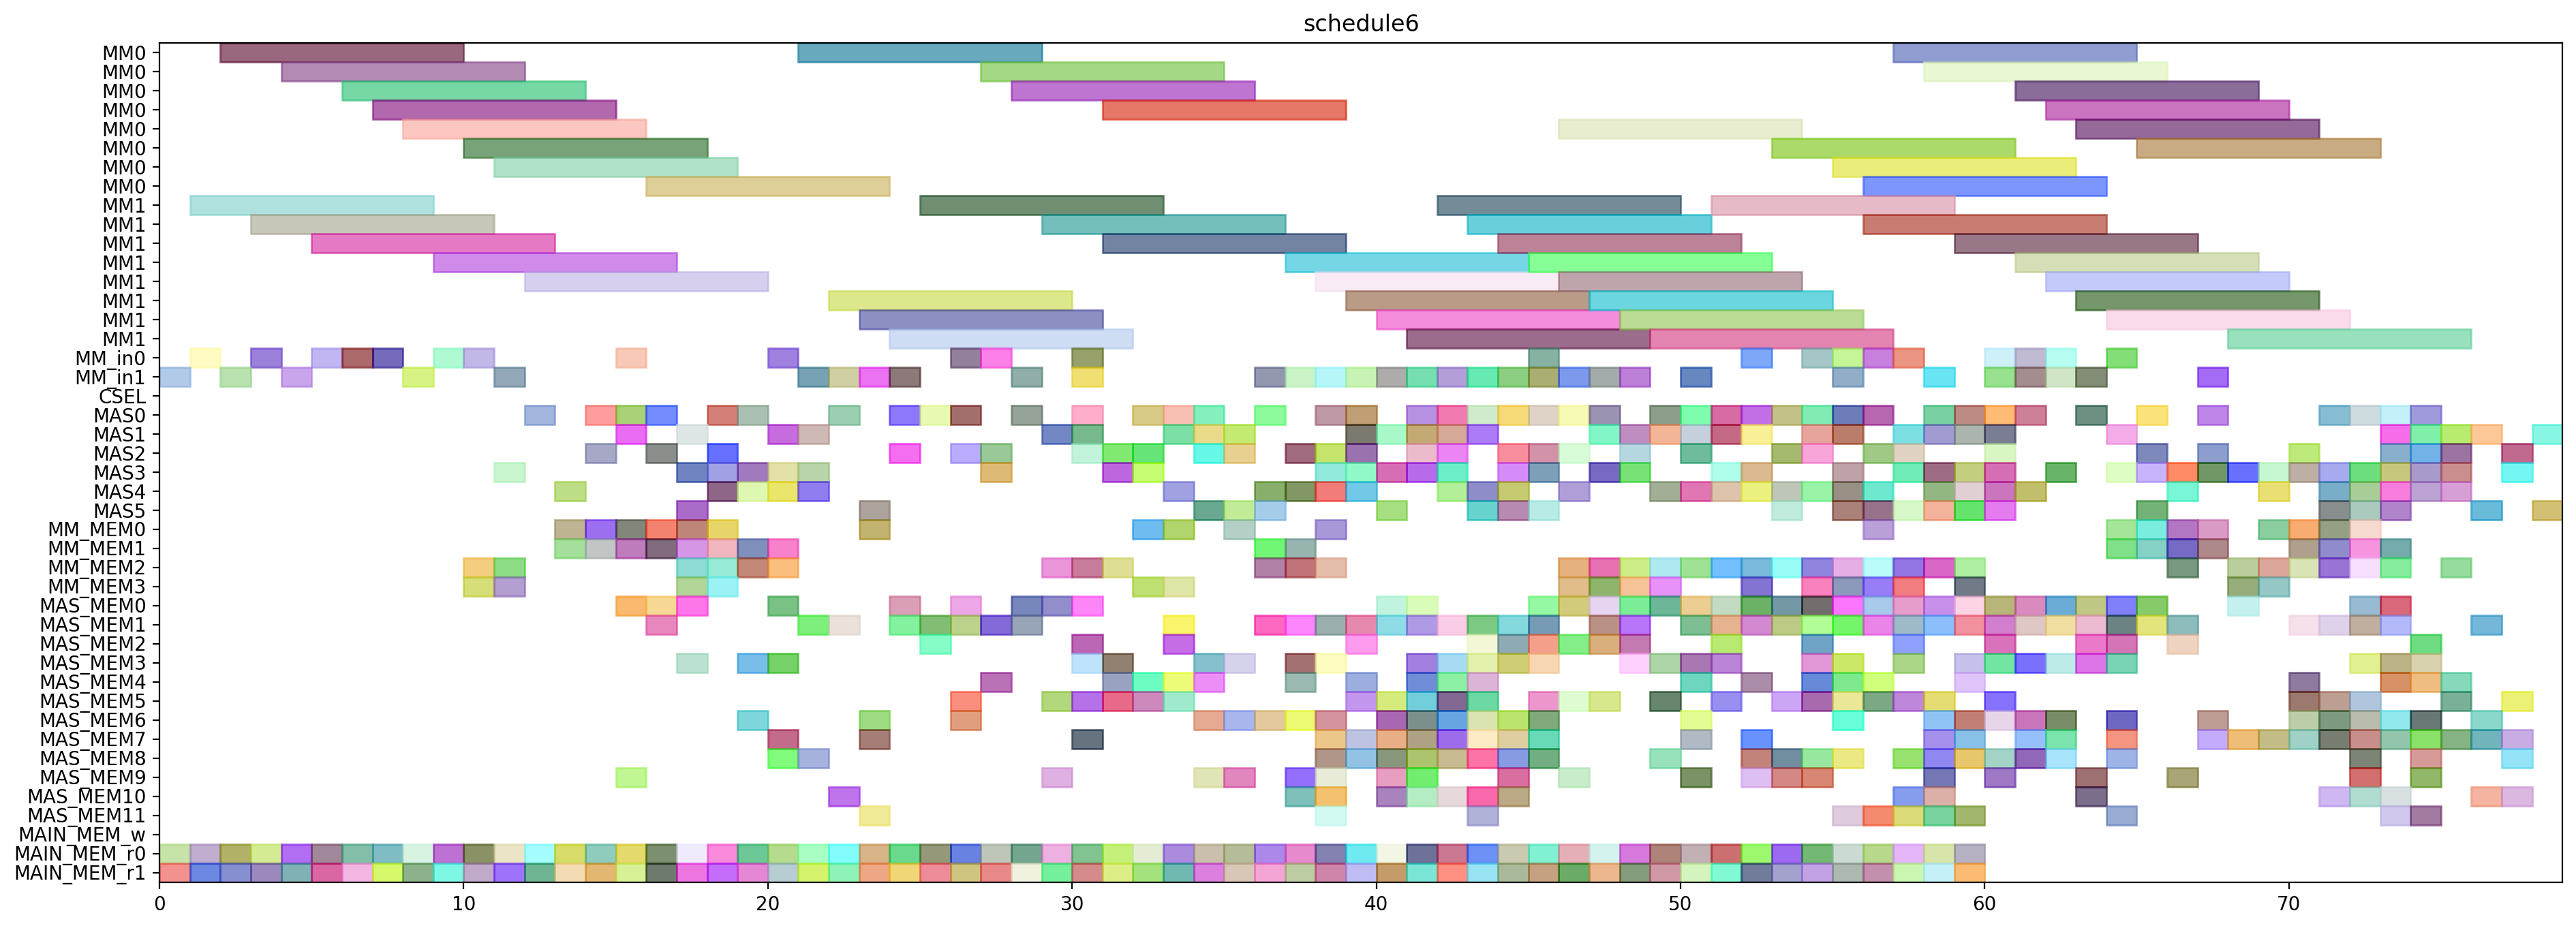 schedule6
MM0
MM0
MM0
MM0
MM0
MM0
MM0
MM0
MM1
MM1
MM1
MM1
MM1
MM1
MM1
MM1
MM_in0
MM_in1
CSEL
MAS0
MAS1
MAS2
MAS3
MAS4
MAS5
MM_MEM0
MM_MEM1
MM_MEM2
MM_MEM3
MAS_MEM0
MAS_MEM1
MAS_MEM2
MAS_MEM3
MAS_MEM4
MAS_MEM5
MAS_MEM6
MAS_MEM7
MAS_MEM8
MAS_MEM9
MAS_MEM10
MAS_MEM11
MAIN_MEM_w
MAIN_MEM_r0
MAIN_MEM_r1
0 10 20 30 40 50 60 70